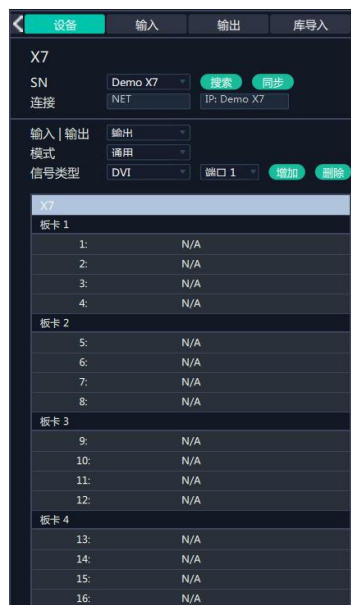 设备 输入 输出 库导入
X7
SN Demo X7 搜索 同步
连接 NET IP: Demo X7
输入|输出 输出
模式 通用
信号类型 DVI 端口 1 增加 删除
X7
板卡 1
1: N/A
2: N/A
3: N/A
4: N/A
板卡 2
5: N/A
6: N/A
7: N/A
8: N/A
板卡 3
9: N/A
10: N/A
11: N/A
12: N/A
板卡 4
13: N/A
14: N/A
15: N/A
16: N/A